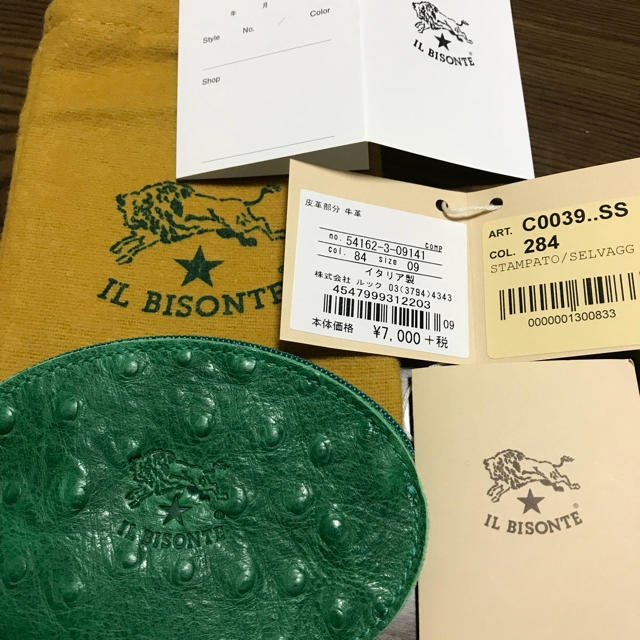 年 月
Style No. / Color
Shop
IL BISONTE
IL BISONTE
皮革部分 牛革
no. 54162-3-09141 comp
col. 84 size 09
イタリア製
株式会社 ルック 03(3794)4343
4547999312203
09
本体価格 ¥7,000+税
ART. C0039..SS
COL. 284
STAMPATO/SELVAGG
0000001300833
IL BISONTE
IL BISONTE